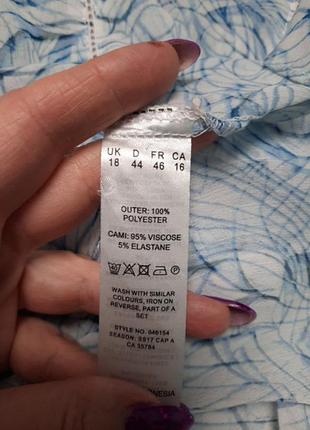 UK D FR CA
18 44 46 16
OUTER: 100%
POLYESTER
CAMI: 95% VISCOSE
5% ELASTANE
WASH WITH SIMILAR
COLOURS, IRON ON
REVERSE, PART OF A
SET
STYLE NO. 646154
SEASON: SS17 CAP A
CA 35784